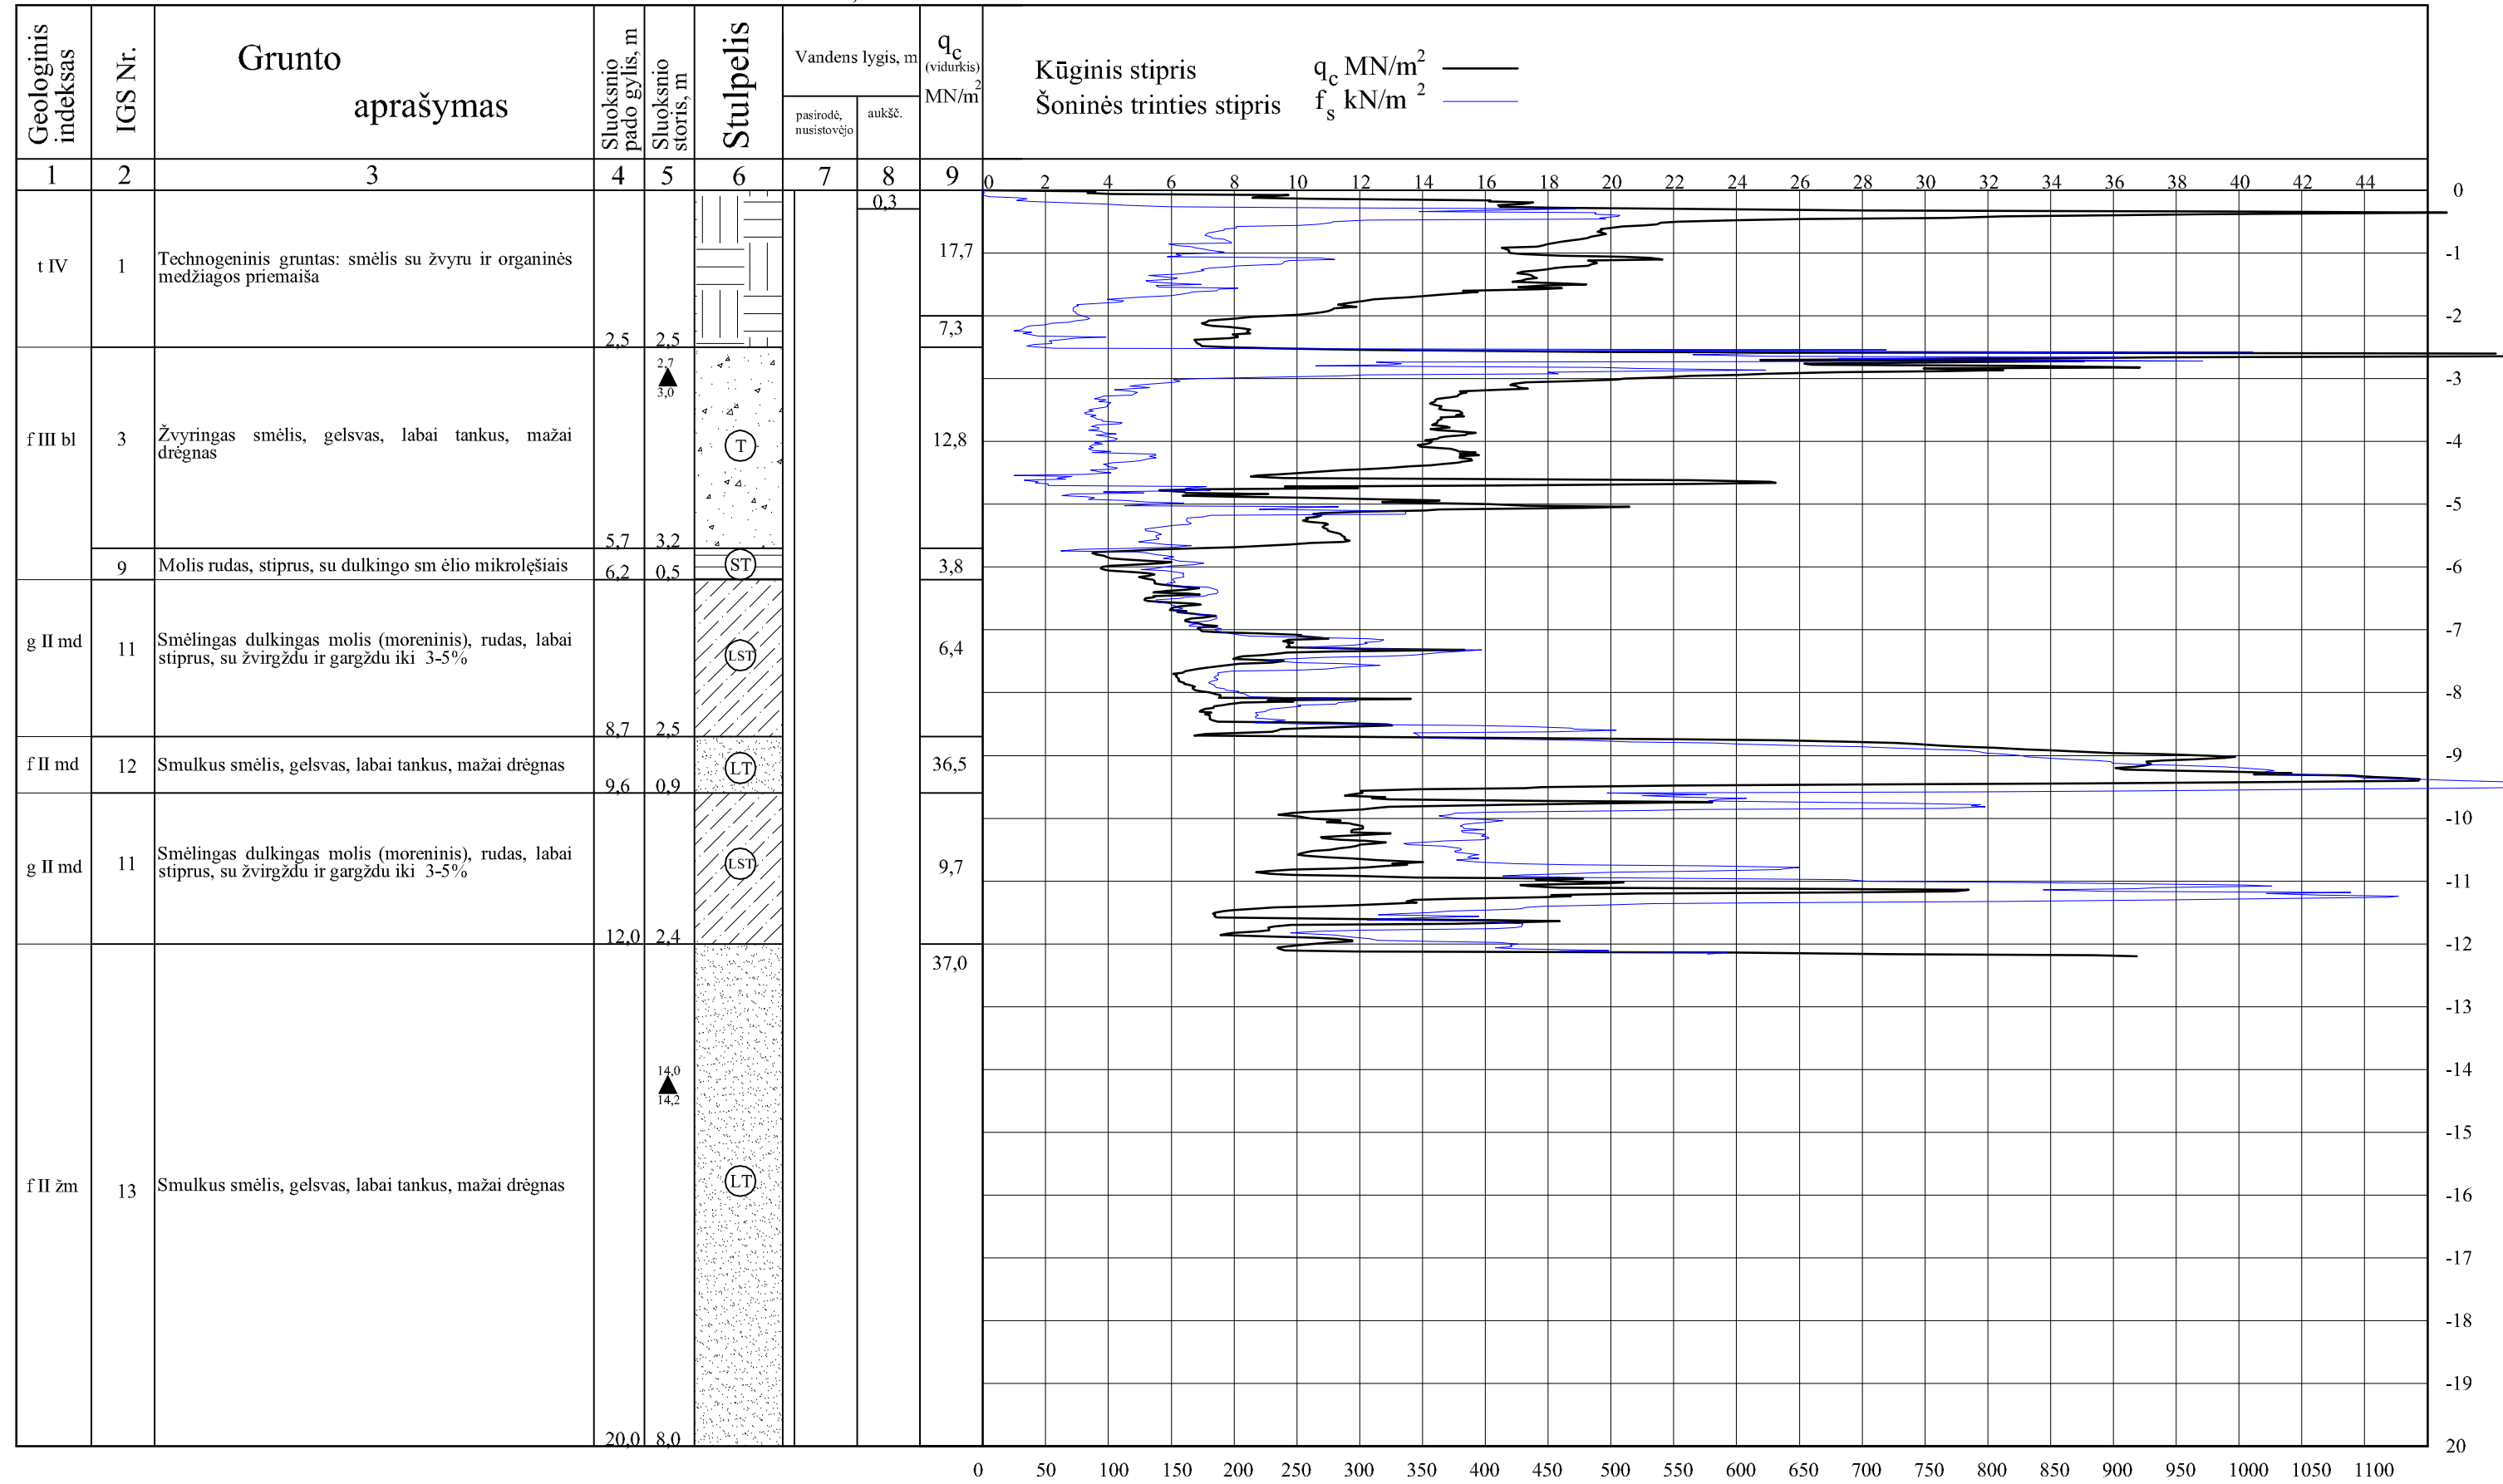 Geologinis
indeksas
IGS Nr.
Grunto
aprašymas
Sluoksnio
pado gylis, m
Sluoksnio
storis, m
Stulpelis
Vandens lygis, m
pasirodė,
nusistovėjo
aukšč.
qc
(vidurkis)
MN/m2
Kūginis stipris qc MN/m2
Šoninės trinties stipris fs kN/m 2
1 2 3 4 5 6 7 8 9
0 2 4 6 8 10 12 14 16 18 20 22 24 26 28 30 32 34 36 38 40 42 44 0
0,3
17,7
-1
t IV 1 Technogeninis gruntas: smėlis su žvyru ir organinės
medžiagos priemaiša
-2
7,3
2,5 2,5
2,7
3,0
-3
f III bl 3 Žvyringas smėlis, gelsvas, labai tankus, mažai
drėgnas
T
12,8
-4
-5
5,7 3,2
9 Molis rudas, stiprus, su dulkingo sm ėlio mikrolęšiais
6,2 0,5
ST
3,8
-6
g II md 11 Smėlingas dulkingas molis (moreninis), rudas, labai
stiprus, su žvirgždu ir gargždu iki 3-5%
LST
6,4
-7
-8
8,7 2,5
f II md 12 Smulkus smėlis, gelsvas, labai tankus, mažai drėgnas
LT
36,5
-9
9,6 0,9
-10
g II md 11 Smėlingas dulkingas molis (moreninis), rudas, labai
stiprus, su žvirgždu ir gargždu iki 3-5%
LST
9,7
-11
12,0 2,4
-12
37,0
-13
14,0
14,2
-14
-15
f II žm 13 Smulkus smėlis, gelsvas, labai tankus, mažai drėgnas
LT
-16
-17
-18
-19
20,0 8,0
20
0 50 100 150 200 250 300 350 400 450 500 550 600 650 700 750 800 850 900 950 1000 1050 1100